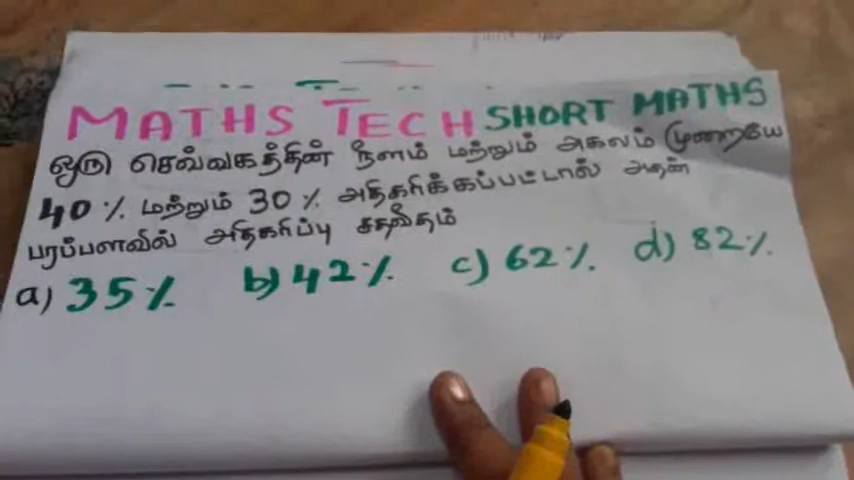 MATHS TECH SHORT MATHS
ஒரு செவ்வகத்தின் நீளம் மற்றும் அகலம் முறையே
40 % மற்றும் 30 % அதிகரிக்கப்பட்டால் அதன்
பரப்பளவில் அதிகரிப்பு சதவீதம்
a) 35 % b) 42 % c) 62 % d) 82 %